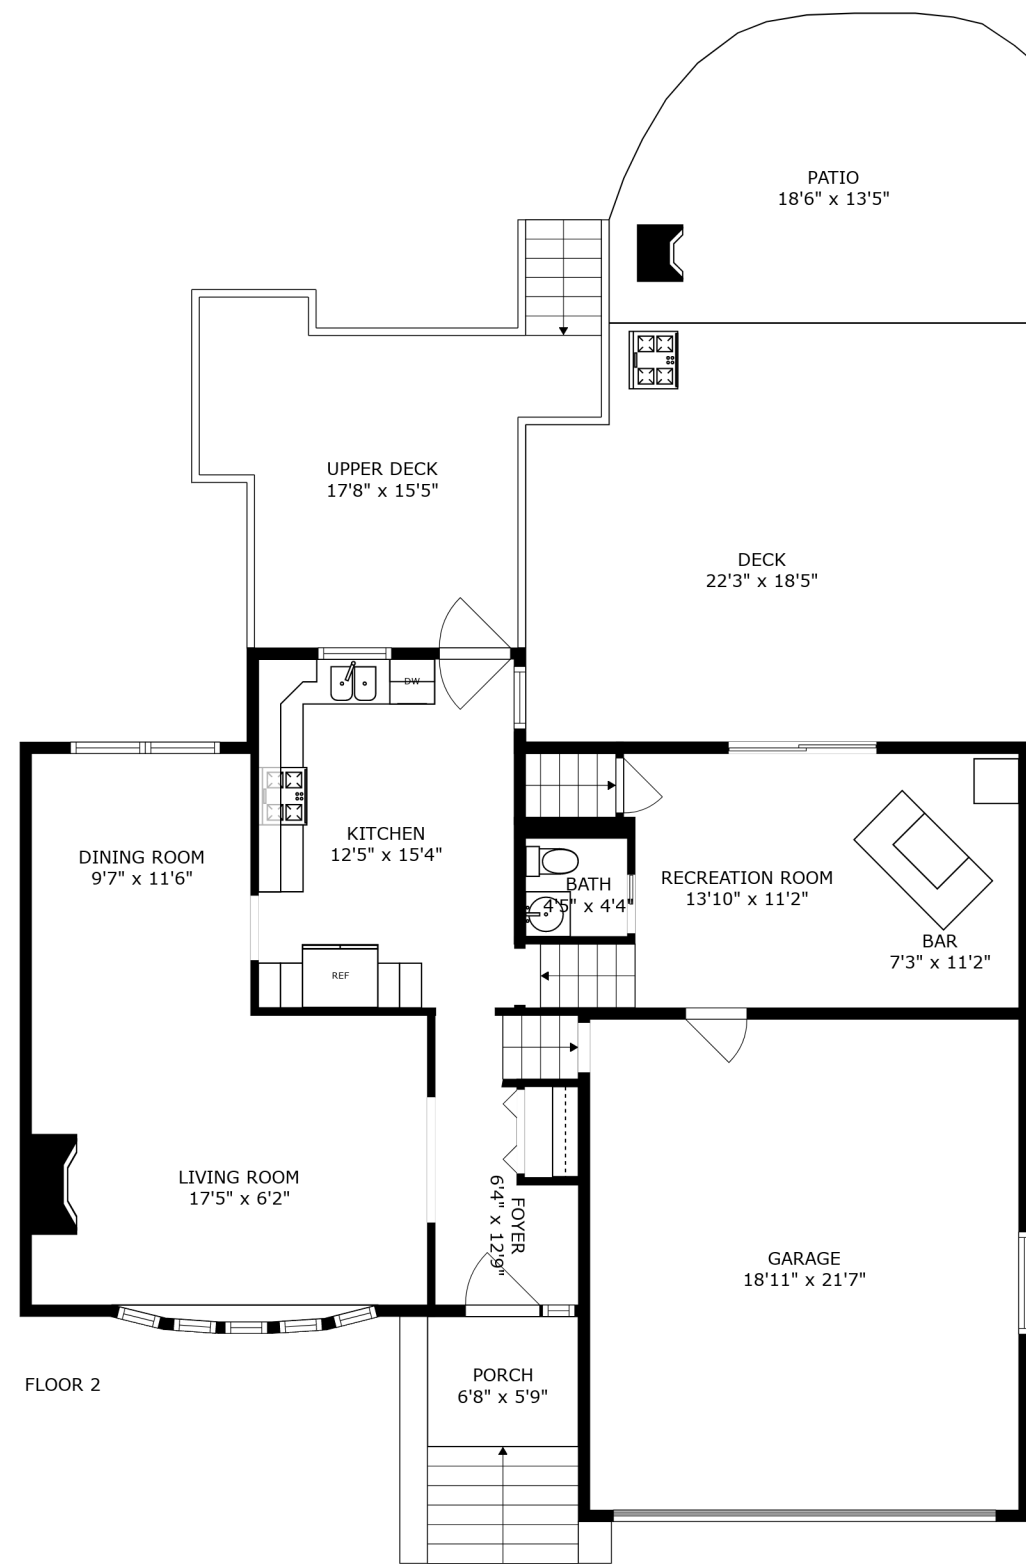 PATIO
18'6" x 13'5"
UPPER DECK
17'8" x 15'5"
DECK
22'3" x 18'5"
DW
KITCHEN
12'5" x 15'4"
DINING ROOM
9'7" x 11'6"
BATH
4'5" x 4'4"
RECREATION ROOM
13'10" x 11'2"
BAR
7'3" x 11'2"
REF
LIVING ROOM
17'5" x 6'2"
FOYER
6'4" x 12'9"
GARAGE
18'11" x 21'7"
PORCH
6'8" x 5'9"
FLOOR 2